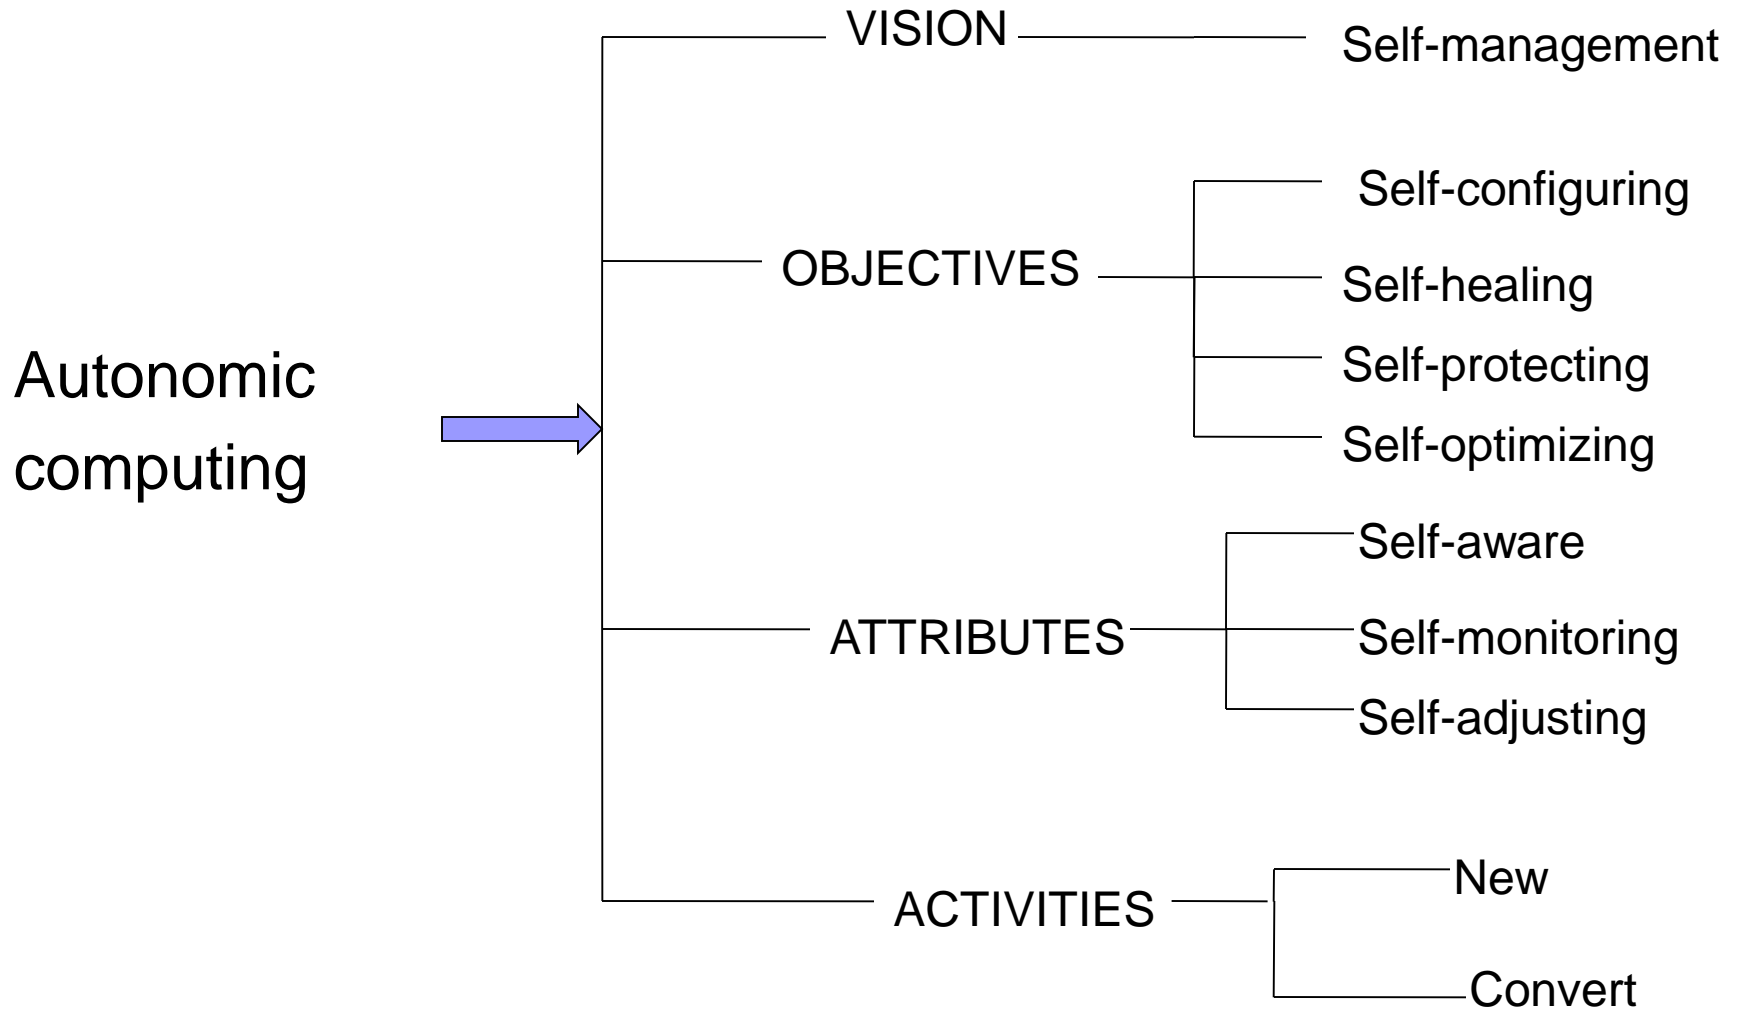 Autonomic
computing
VISION
Self-management
OBJECTIVES
Self-configuring
Self-healing
Self-protecting
Self-optimizing
ATTRIBUTES
Self-aware
Self-monitoring
Self-adjusting
ACTIVITIES
New
Convert